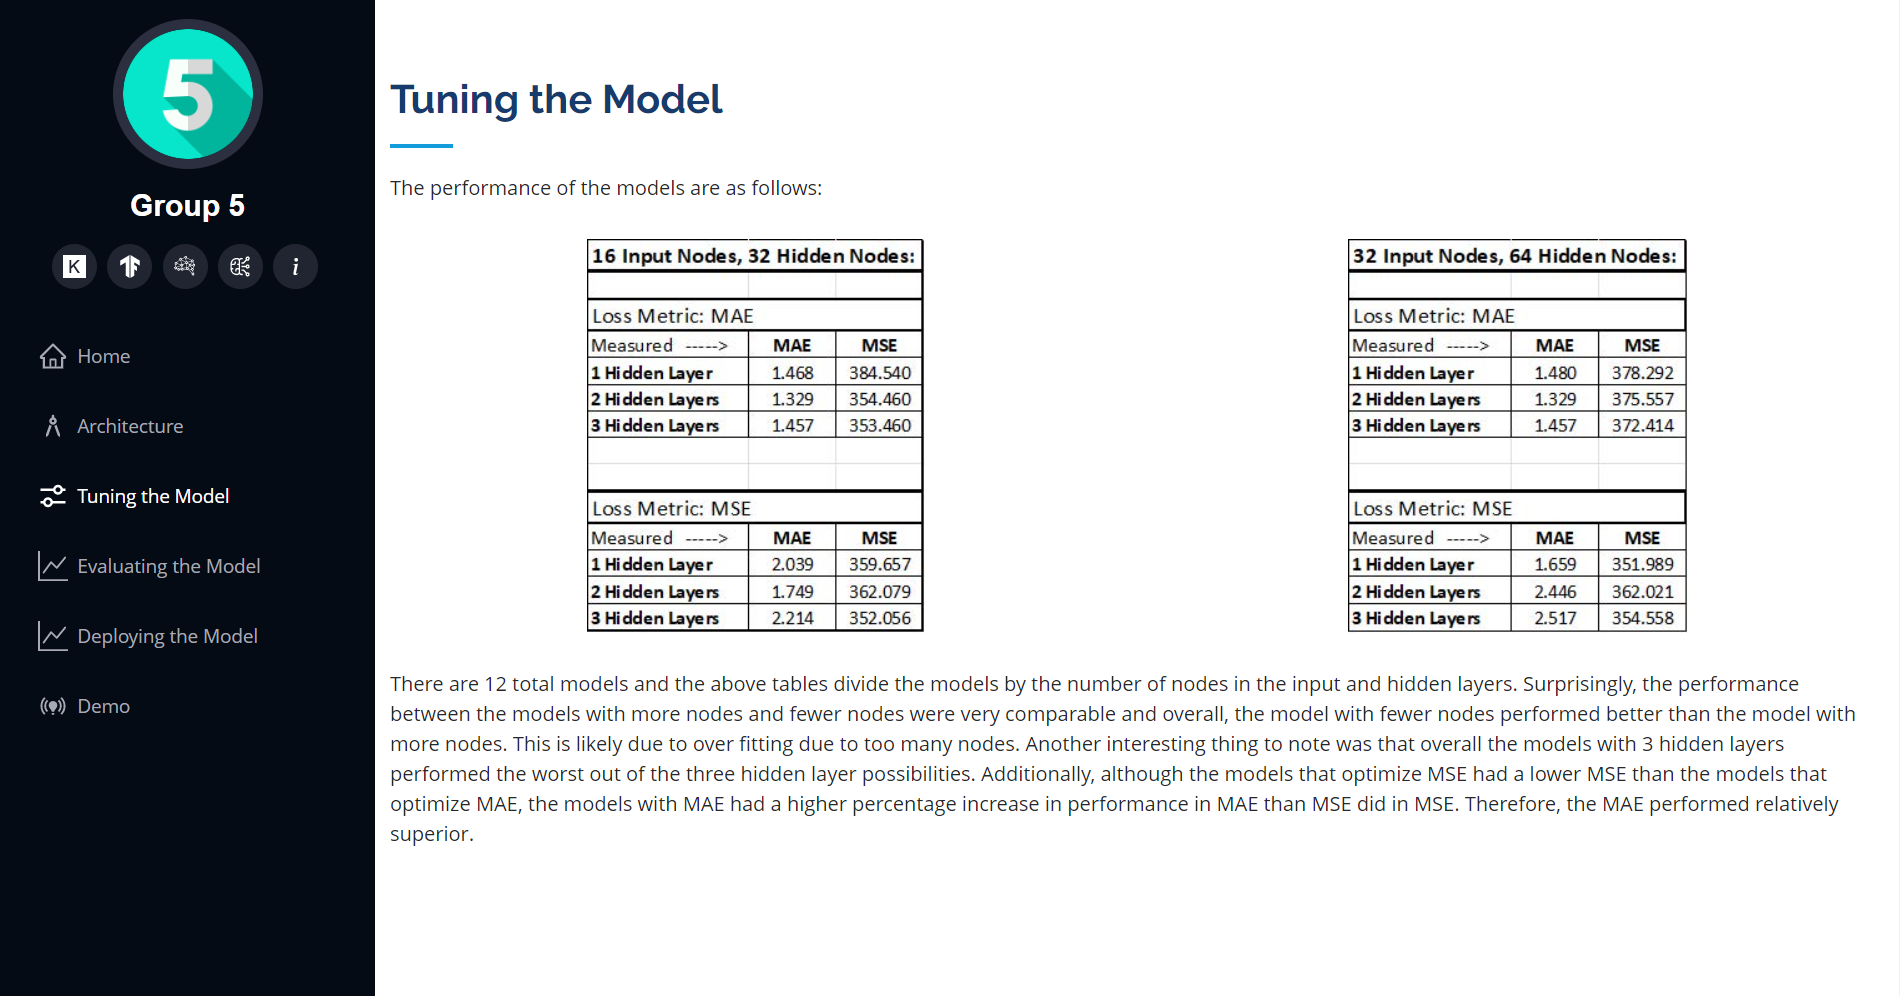 5
Group 5
K
i
Home
Architecture
Tuning the Model
Evaluating the Model
Deploying the Model
Demo
Tuning the Model
The performance of the models are as follows:
16 Input Nodes, 32 Hidden Nodes:
Loss Metric: MAE
Measured -----> MAE MSE
1 Hidden Layer 1.468 384.540
2 Hidden Layers 1.329 354.460
3 Hidden Layers 1.457 353.460
Loss Metric: MSE
Measured -----> MAE MSE
1 Hidden Layer 2.039 359.657
2 Hidden Layers 1.749 362.079
3 Hidden Layers 2.214 352.056
32 Input Nodes, 64 Hidden Nodes:
Loss Metric: MAE
Measured -----> MAE MSE
1 Hidden Layer 1.480 378.292
2 Hidden Layers 1.329 375.557
3 Hidden Layers 1.457 372.414
Loss Metric: MSE
Measured -----> MAE MSE
1 Hidden Layer 1.659 351.989
2 Hidden Layers 2.446 362.021
3 Hidden Layers 2.517 354.558
There are 12 total models and the above tables divide the models by the number of nodes in the input and hidden layers. Surprisingly, the performance
between the models with more nodes and fewer nodes were very comparable and overall, the model with fewer nodes performed better than the model with
more nodes. This is likely due to over fitting due to too many nodes. Another interesting thing to note was that overall the models with 3 hidden layers
performed the worst out of the three hidden layer possibilities. Additionally, although the models that optimize MSE had a lower MSE than the models that
optimize MAE, the models with MAE had a higher percentage increase in performance in MAE than MSE did in MSE. Therefore, the MAE performed relatively
superior.